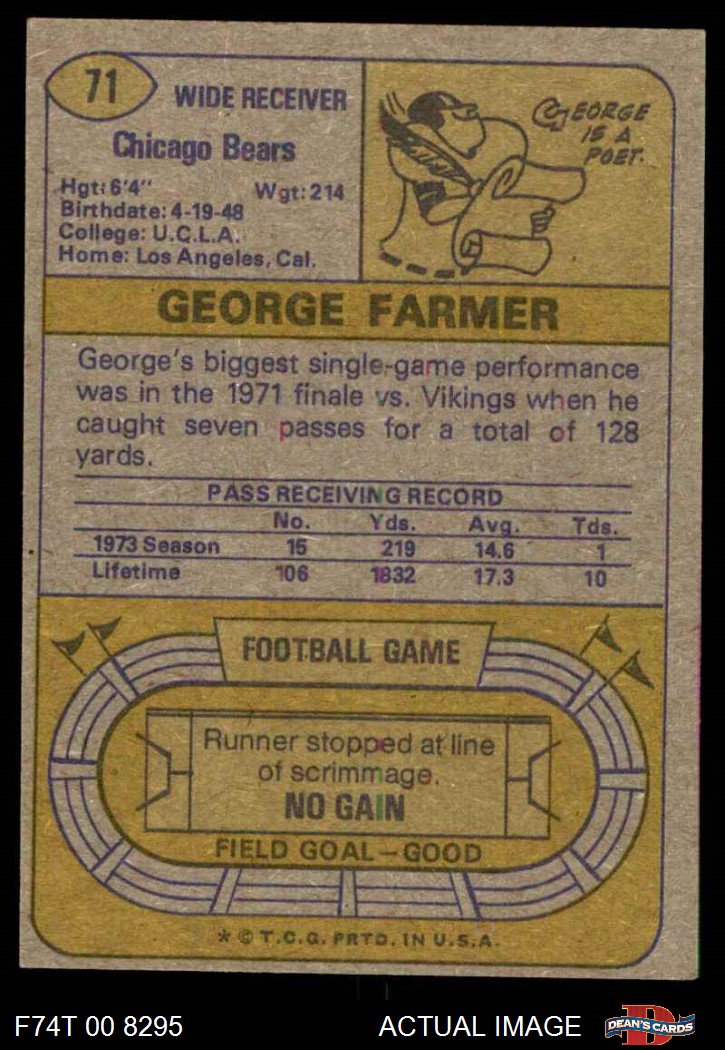 71
WIDE RECEIVER
Chicago Bears
Hgt: 6'4" Wgt: 214
Birthdate: 4-19-48
College: U.C.L.A.
Home: Los Angeles, Cal.
GEORGE
IS A
POET.
GEORGE FARMER
George's biggest single-game performance
was in the 1971 finale vs. Vikings when he
caught seven passes for a total of 128
yards.
PASS RECEIVING RECORD
No. Yds. Avg. Tds.
1973 Season 15 219 14.6 1
Lifetime 106 1832 17.3 10
FOOTBALL GAME
Runner stopped at line
of scrimmage.
NO GAIN
FIELD GOAL—GOOD
* © T.C.G. PRTD. IN U.S.A.
F74T 00 8295 ACTUAL IMAGE
D
DEAN'S CARDS